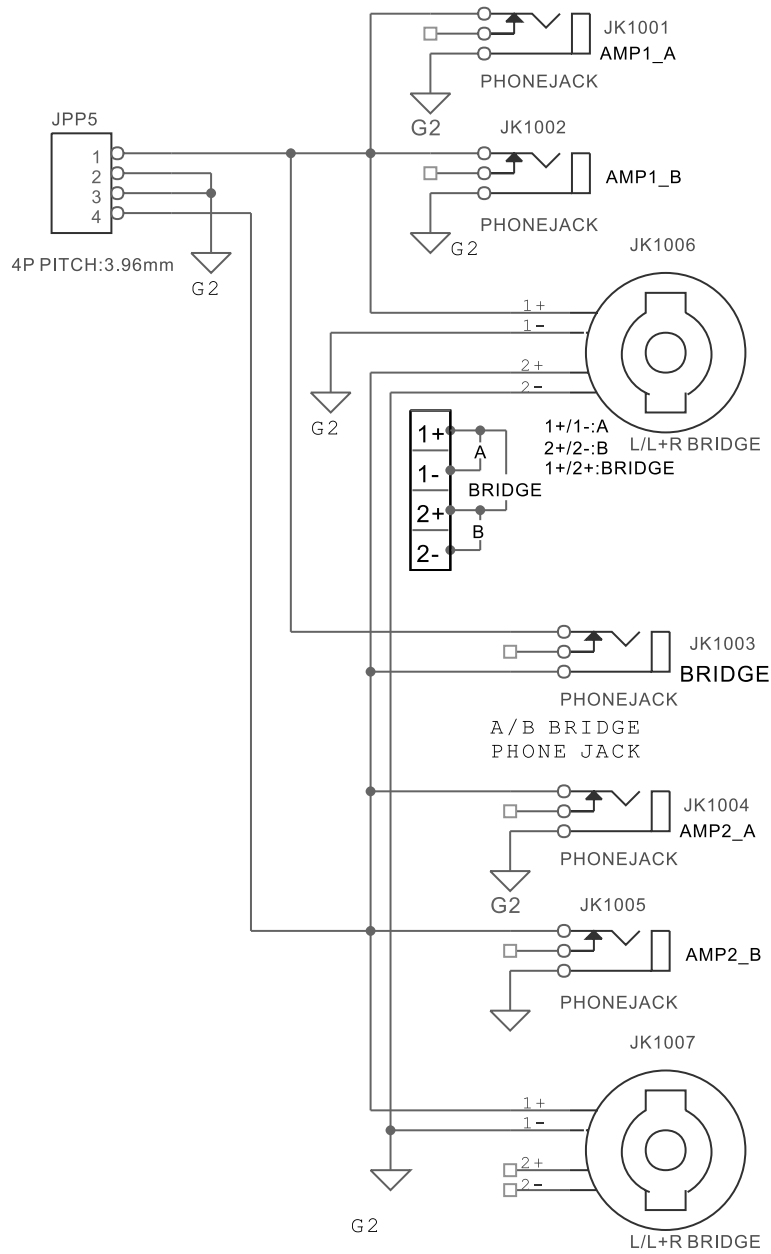 JK1001
AMP1_A
PHONEJACK
G2
JK1002
JPP5
1
2
3
4
AMP1_B
PHONEJACK
G2
4P PITCH:3.96mm
G2
JK1006
1+
1-
2+
2-
G2
1+
1-
2+
2-
A
BRIDGE
B
1+/1-:A
2+/2-:B
1+/2+:BRIDGE
L/L+R BRIDGE
JK1003
BRIDGE
PHONEJACK
A/B BRIDGE
PHONE JACK
JK1004
AMP2_A
PHONEJACK
G2
JK1005
AMP2_B
PHONEJACK
JK1007
1+
1-
2+
2-
G2
L/L+R BRIDGE